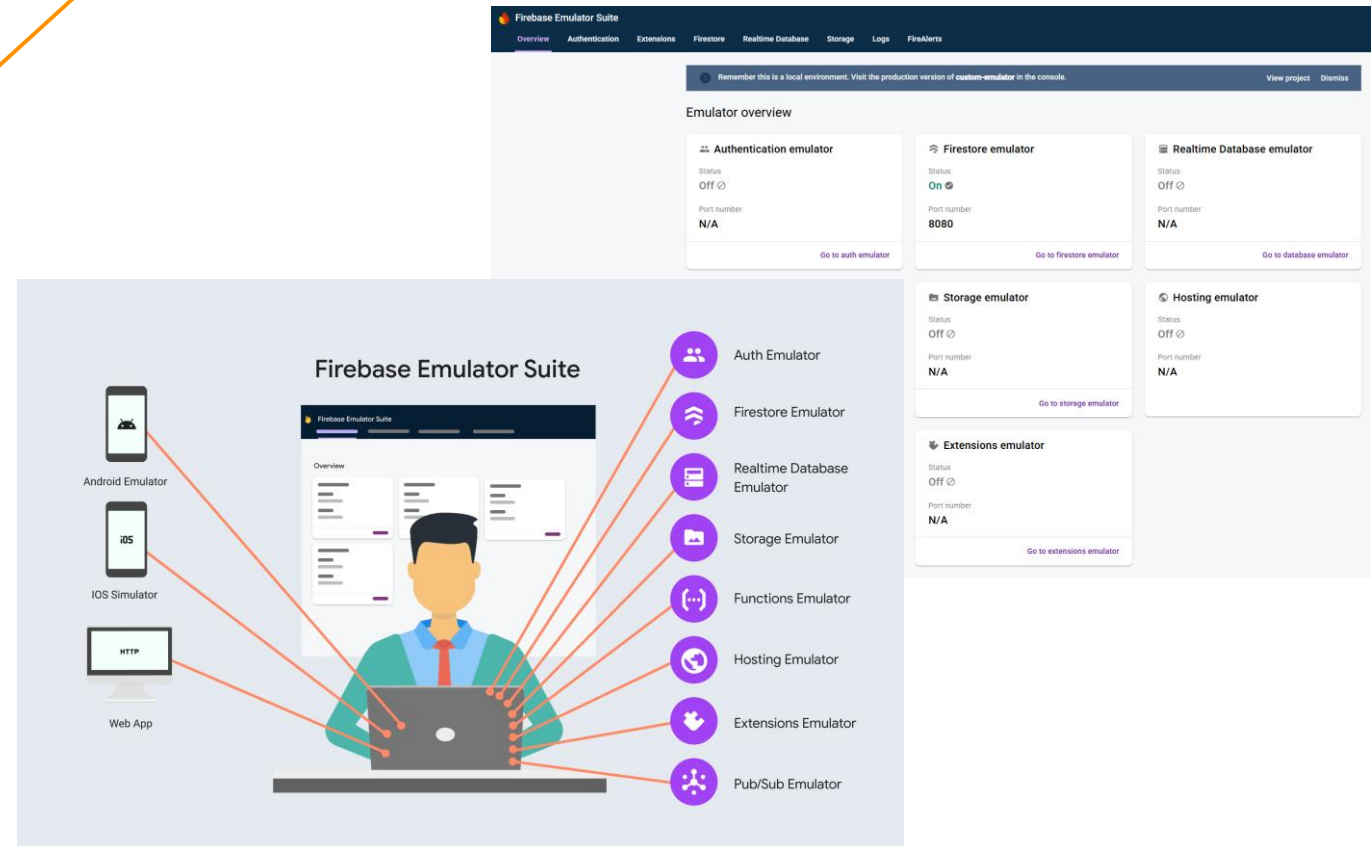 Firebase Emulator Suite
Overview Authentication Extensions Firestore Realtime Database Storage Logs FireAlerts
Remember this is a local environment. Visit the production version of custom-emulator in the console. View project Dismiss
Emulator overview
Authentication emulator
Status
Off
Port number
N/A
Go to auth emulator
Firestore emulator
Status
On
Port number
8080
Go to firestore emulator
Realtime Database emulator
Status
Off
Port number
N/A
Go to database emulator
Storage emulator
Status
Off
Port number
N/A
Go to storage emulator
Hosting emulator
Status
Off
Port number
N/A
Extensions emulator
Status
Off
Port number
N/A
Go to extensions emulator
Firebase Emulator Suite
Firebase Emulator Suite
Overview
Android Emulator
iOS
IOS Simulator
HTTP
Web App
Auth Emulator
Firestore Emulator
Realtime Database
Emulator
Storage Emulator
Functions Emulator
Hosting Emulator
Extensions Emulator
Pub/Sub Emulator